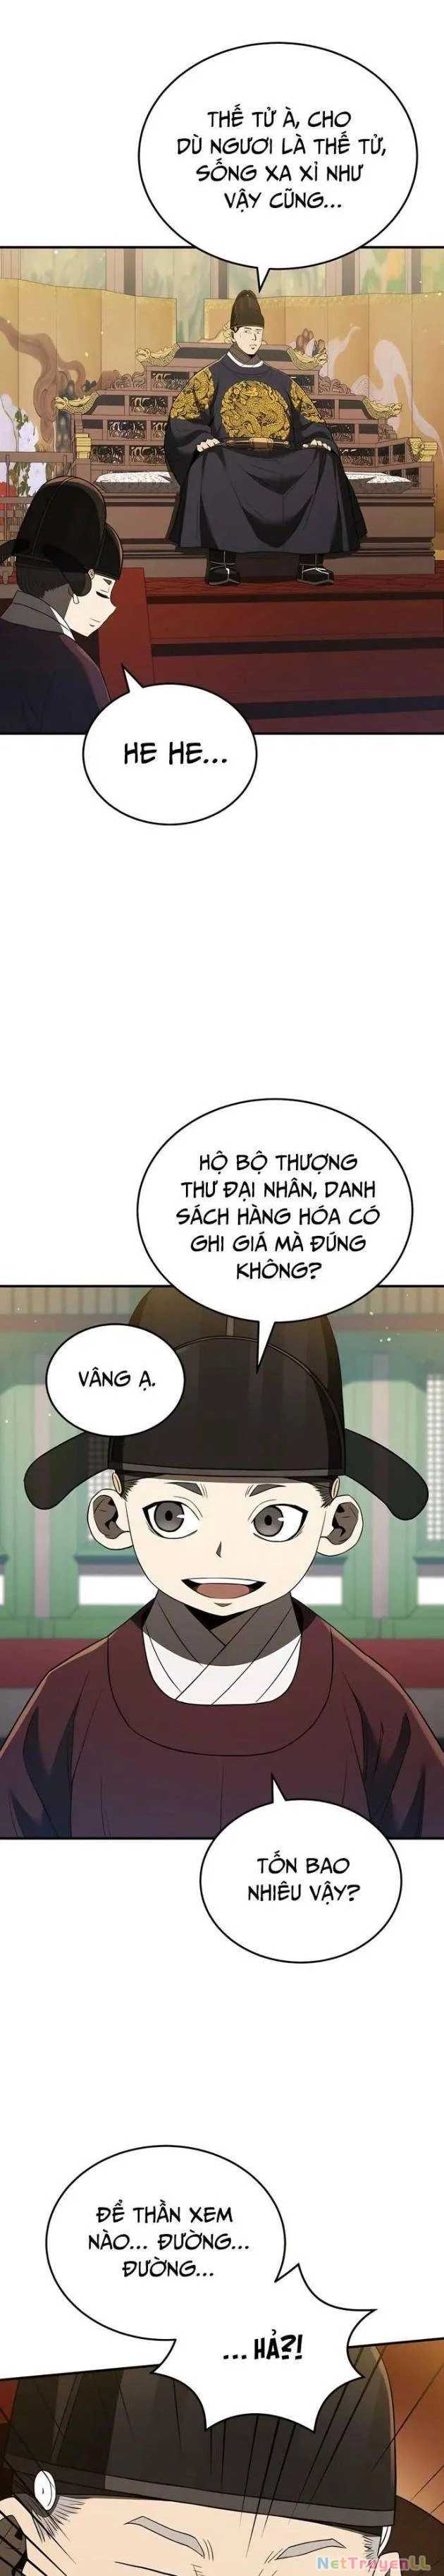 THẾ TỬ À, CHO
DÙ NGƯƠI LÀ THẾ TỬ,
SỐNG XA XỈ NHƯ
VẬY CŨNG...
HE HE...
HỘ BỘ THƯỢNG
THƯ ĐẠI NHÂN, DANH
SÁCH HÀNG HÓA CÓ
GHI GIÁ MÀ ĐÚNG
KHÔNG?
VÂNG Ạ.
TỐN BAO
NHIÊU VẬY?
ĐỂ THẦN XEM
NÀO... ĐƯỜNG...
ĐƯỜNG...
...HẢ?!
NetTruyenLL